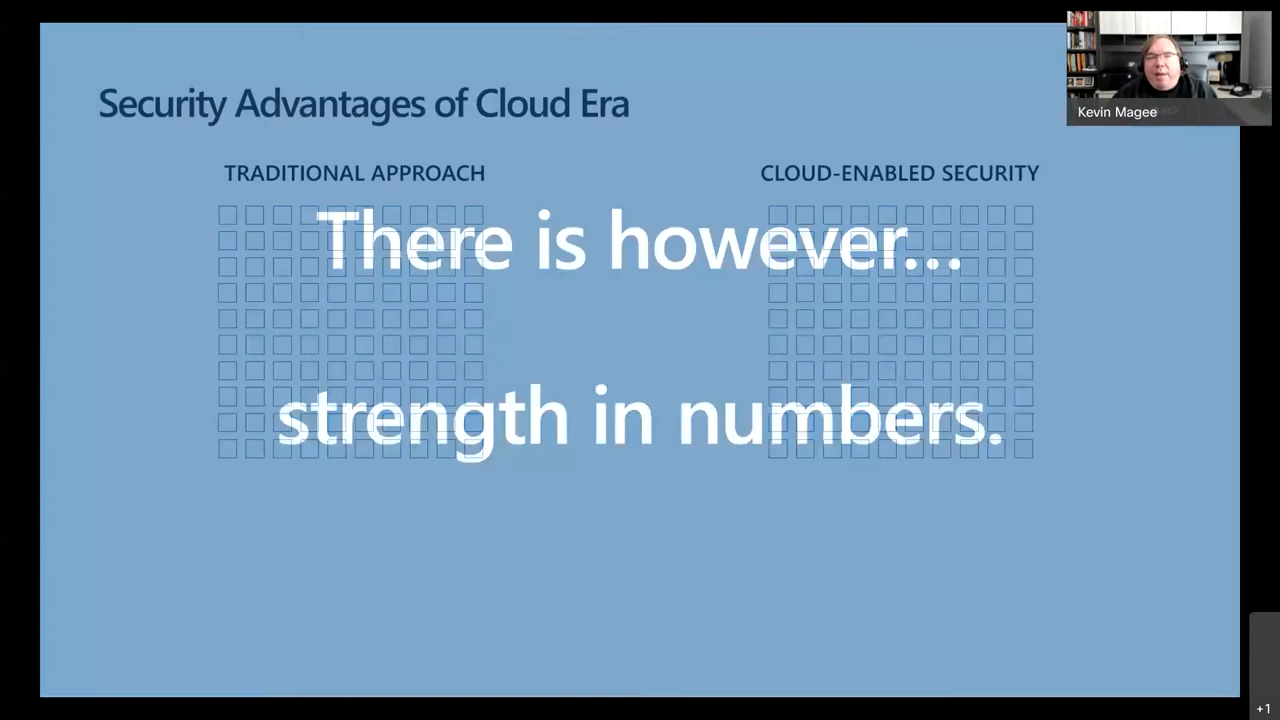 Security Advantages of Cloud Era
Kevin Magee
TRADITIONAL APPROACH
CLOUD-ENABLED SECURITY
There is however...
strength in numbers.
+1